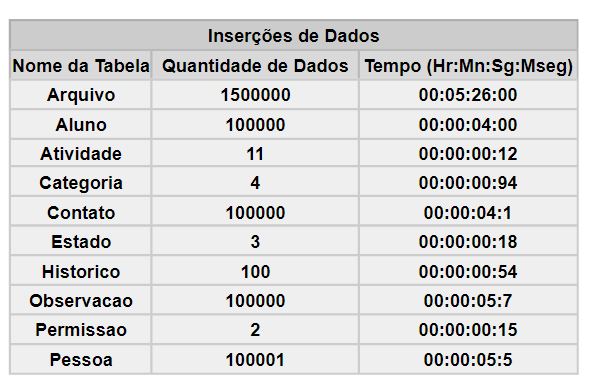 Inserções de Dados
Nome da Tabela Quantidade de Dados Tempo (Hr:Mn:Sg:Mseg)
Arquivo 1500000 00:05:26:00
Aluno 100000 00:00:04:00
Atividade 11 00:00:00:12
Categoria 4 00:00:00:94
Contato 100000 00:00:04:1
Estado 3 00:00:00:18
Historico 100 00:00:00:54
Observacao 100000 00:00:05:7
Permissao 2 00:00:00:15
Pessoa 100001 00:00:05:5